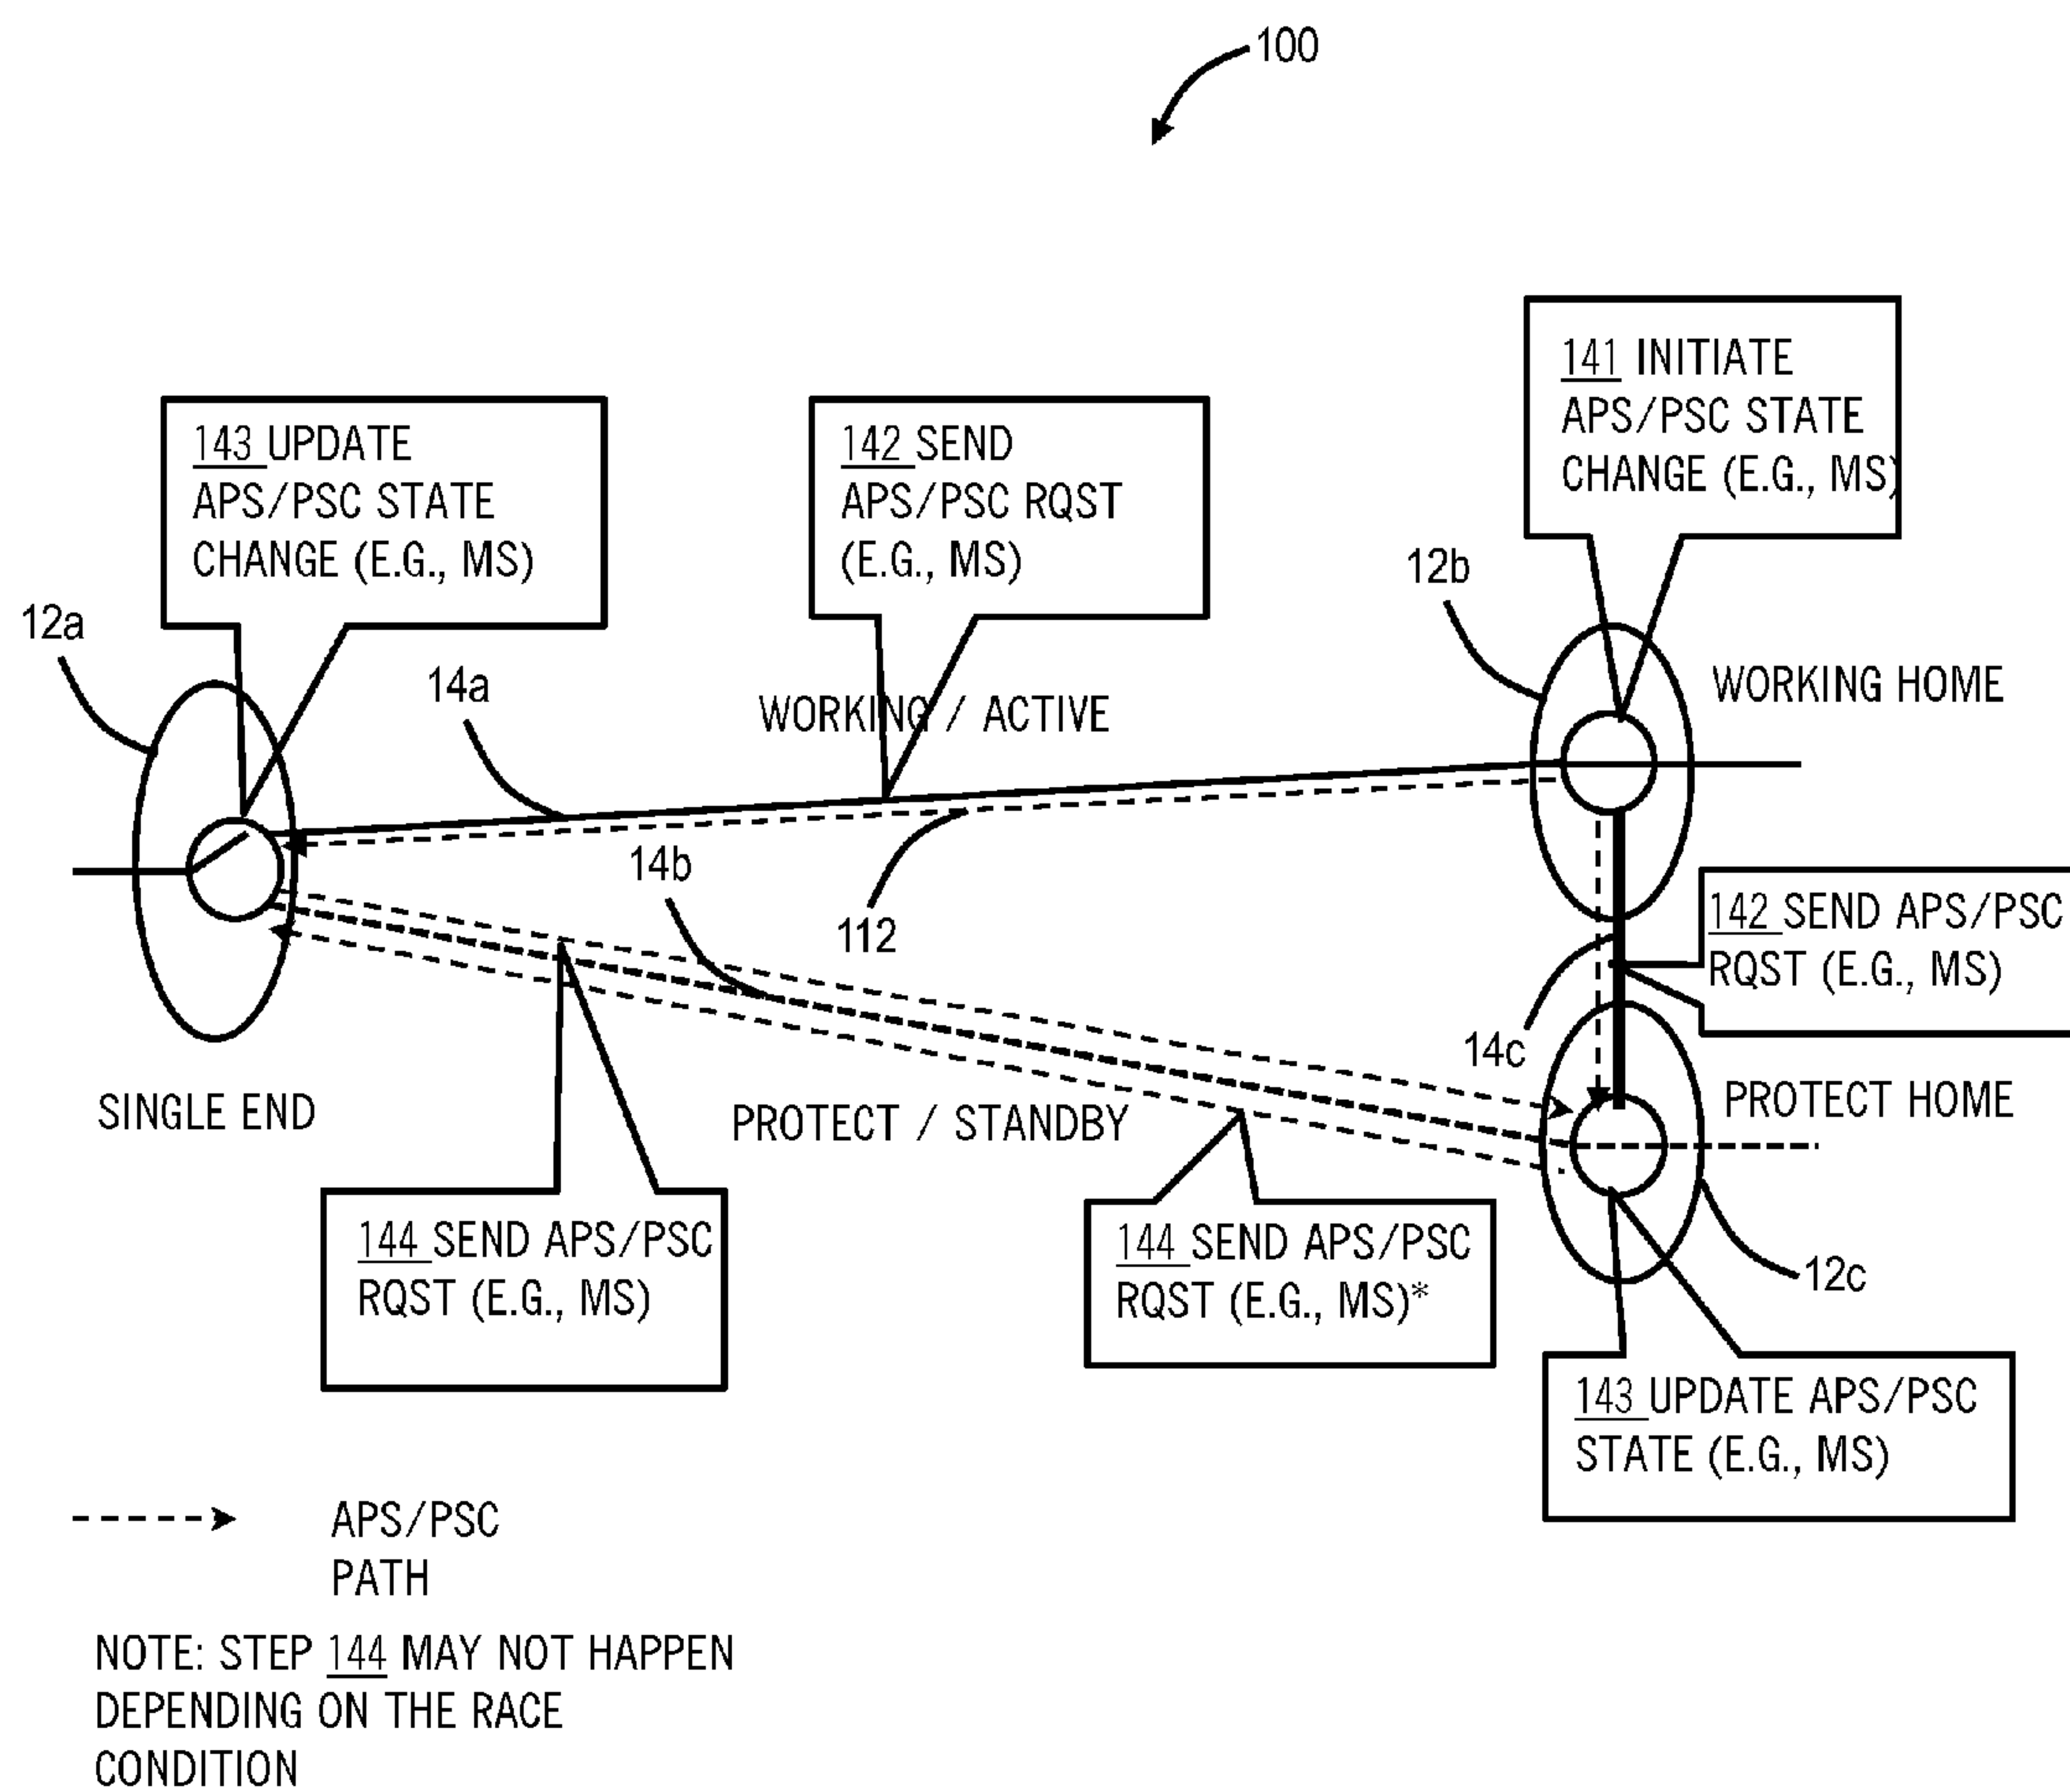 100
141 INITIATE
APS/PSC STATE
CHANGE (E.G., MS)
143 UPDATE
APS/PSC STATE
CHANGE (E.G., MS)
142 SEND
APS/PSC RQST
(E.G., MS)
12b
12a
14a
WORKING / ACTIVE
WORKING HOME
14b
112
142 SEND APS/PSC
RQST (E.G., MS)
14c
SINGLE END
PROTECT / STANDBY
PROTECT HOME
144 SEND APS/PSC
RQST (E.G., MS)
144 SEND APS/PSC
RQST (E.G., MS)*
12c
143 UPDATE APS/PSC
STATE (E.G., MS)
APS/PSC
PATH
NOTE: STEP 144 MAY NOT HAPPEN
DEPENDING ON THE RACE
CONDITION